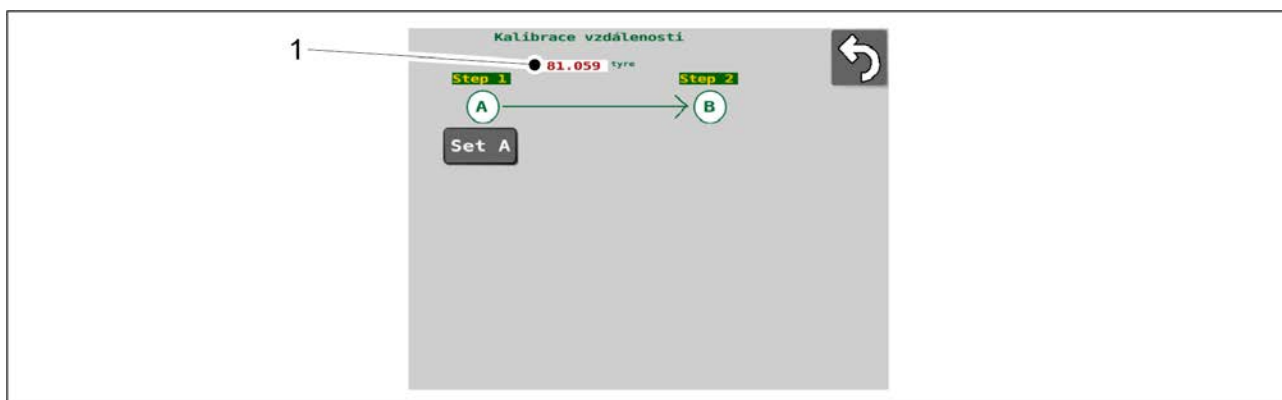 Kalibrace vzdálenosti
1
81.059 tyre
Step 1 Step 2
A B
Set A